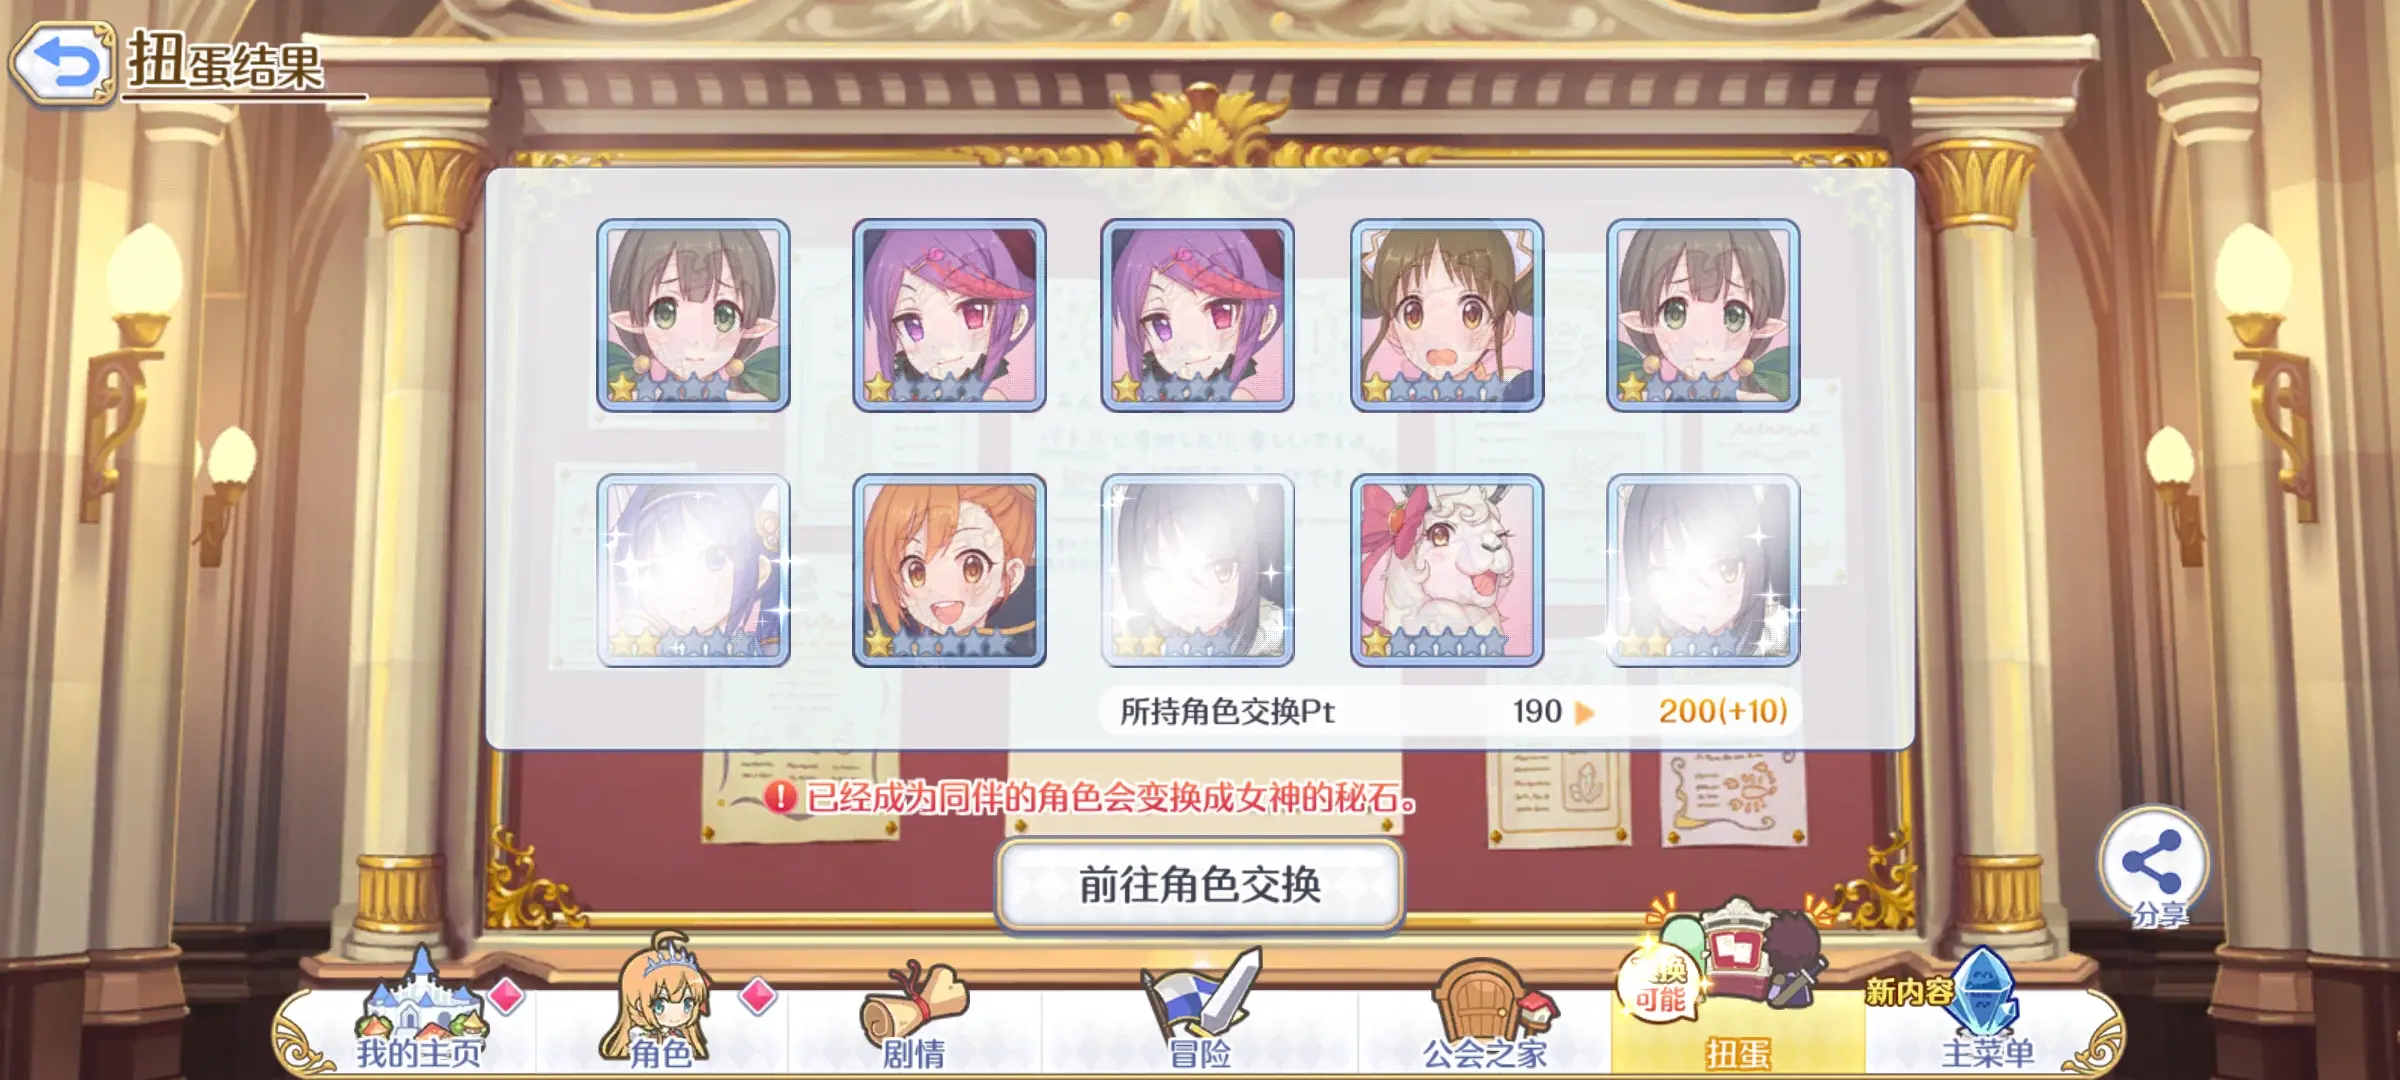 扭蛋结果
所持角色交换Pt 190 200(+10)
已经成为同伴的角色会变换成女神的秘石。
前往角色交换
分享
可能
新内容
我的主页
角色
剧情
冒险
公会之家
扭蛋
主菜单